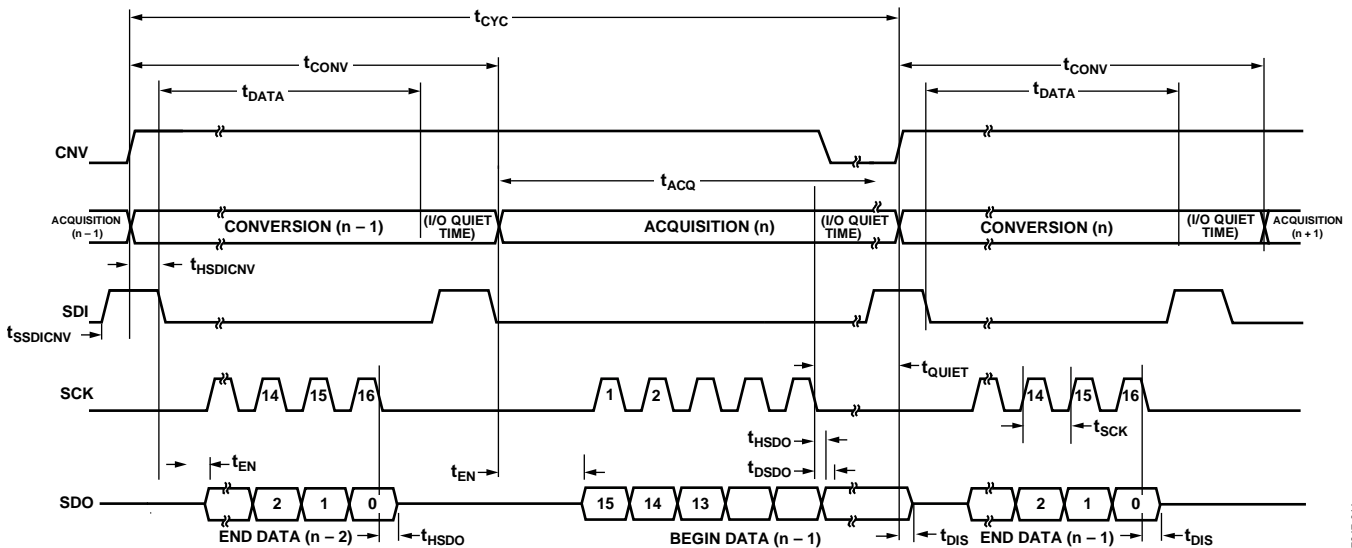 tCYC
tCONV
tCONV
tDATA
tDATA
CNV
tACQ
ACQUISITION
(n – 1)
CONVERSION (n – 1)
(I/O QUIET
TIME)
ACQUISITION (n)
(I/O QUIET
TIME)
CONVERSION (n)
(I/O QUIET
TIME)
ACQUISITION
(n + 1)
tHSDICNV
SDI
tSSDICNV
tQUIET
SCK
14
15
16
1
2
14
15
16
tSCK
tHSDO
tEN
tEN
tDSDO
SDO
2
1
0
15
14
13
2
1
0
END DATA (n – 2)
tHSDO
BEGIN DATA (n – 1)
tDIS
END DATA (n – 1)
tDIS